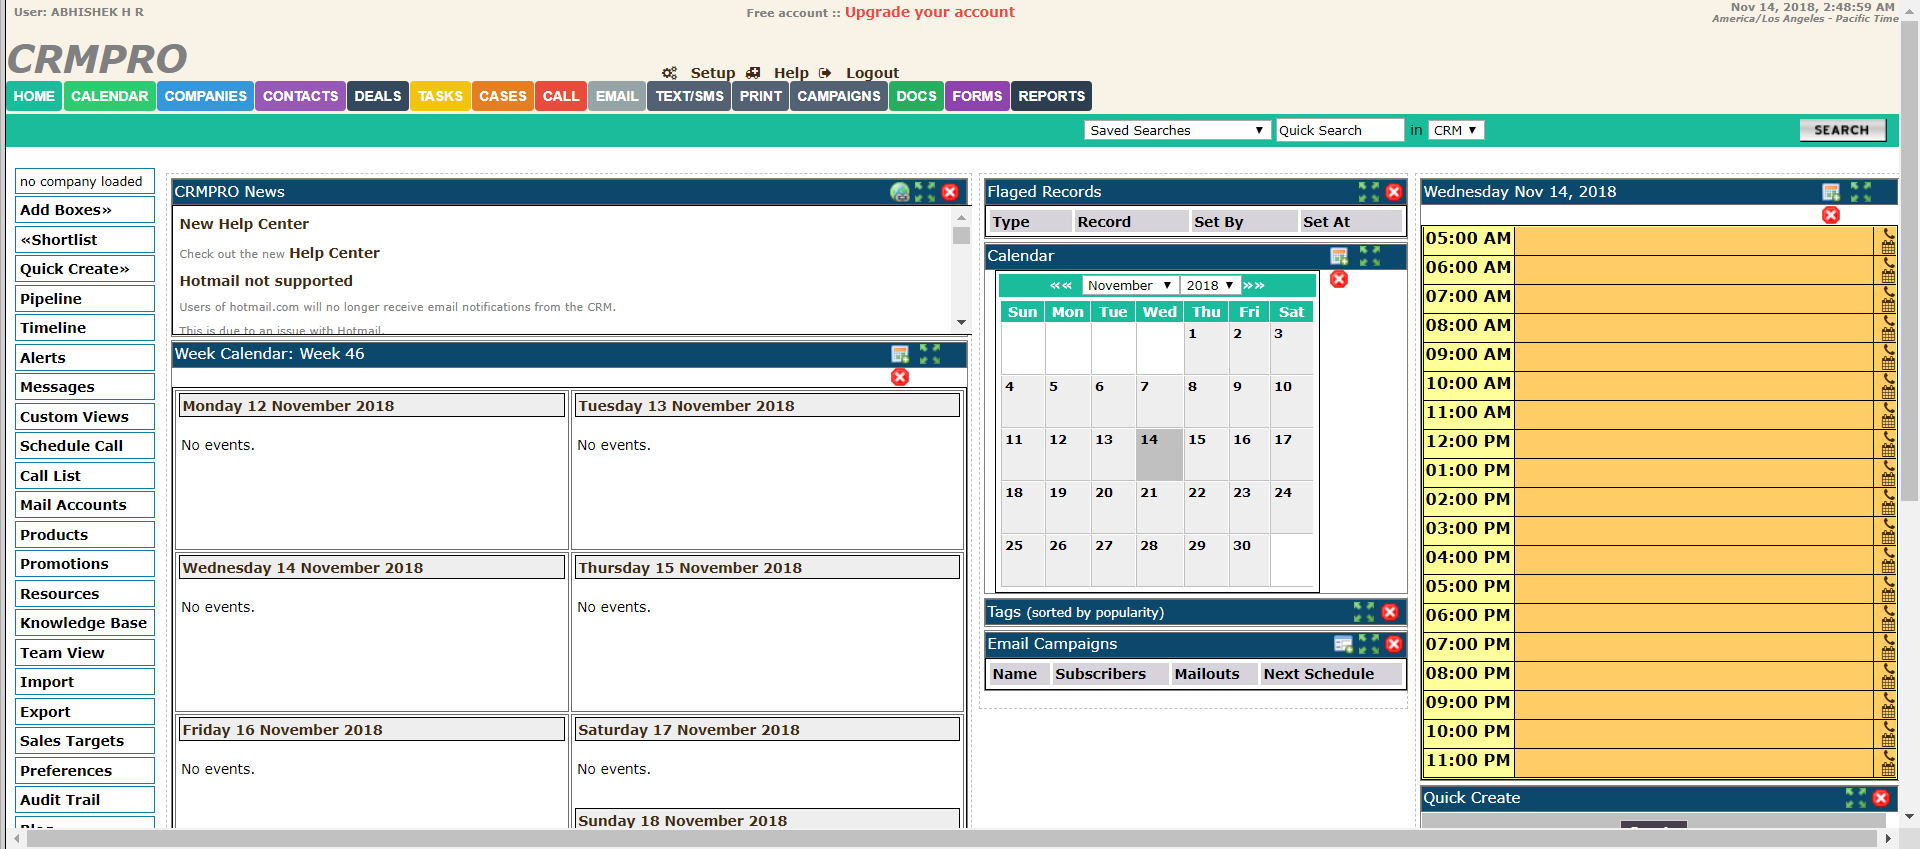 User: ABHISHEK H R
Free account :: Upgrade your account
Nov 14, 2018, 2:48:59 AM
America/Los Angeles - Pacific Time
CRMPRO
Setup Help Logout
HOME CALENDAR COMPANIES CONTACTS DEALS TASKS CASES CALL EMAIL TEXT/SMS PRINT CAMPAIGNS DOCS FORMS REPORTS
Saved Searches Quick Search in CRM SEARCH
no company loaded
Add Boxes»
«Shortlist
Quick Create»
Pipeline
Timeline
Alerts
Messages
Custom Views
Schedule Call
Call List
Mail Accounts
Products
Promotions
Resources
Knowledge Base
Team View
Import
Export
Sales Targets
Preferences
Audit Trail
CRMPRO News
New Help Center
Check out the new Help Center
Hotmail not supported
Users of hotmail.com will no longer receive email notifications from the CRM.
This is due to an issue with Hotmail.
Week Calendar: Week 46
Monday 12 November 2018
No events.
Tuesday 13 November 2018
No events.
Wednesday 14 November 2018
No events.
Thursday 15 November 2018
No events.
Friday 16 November 2018
No events.
Saturday 17 November 2018
No events.
Sunday 18 November 2018
Flaged Records
Type Record Set By Set At
Calendar
«« November 2018 »»
Sun Mon Tue Wed Thu Fri Sat
1 2 3
4 5 6 7 8 9 10
11 12 13 14 15 16 17
18 19 20 21 22 23 24
25 26 27 28 29 30
Tags (sorted by popularity)
Email Campaigns
Name Subscribers Mailouts Next Schedule
Wednesday Nov 14, 2018
05:00 AM
06:00 AM
07:00 AM
08:00 AM
09:00 AM
10:00 AM
11:00 AM
12:00 PM
01:00 PM
02:00 PM
03:00 PM
04:00 PM
05:00 PM
06:00 PM
07:00 PM
08:00 PM
09:00 PM
10:00 PM
11:00 PM
Quick Create